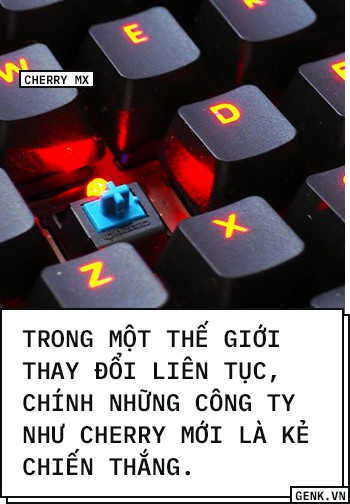 E
W
CHERRY MX
D
Z
X
TRONG MỘT THẾ GIỚI
THAY ĐỔI LIÊN TỤC,
CHÍNH NHỮNG CÔNG TY
NHƯ CHERRY MỚI LÀ KẺ
CHIẾN THẮNG.
GENK.VN